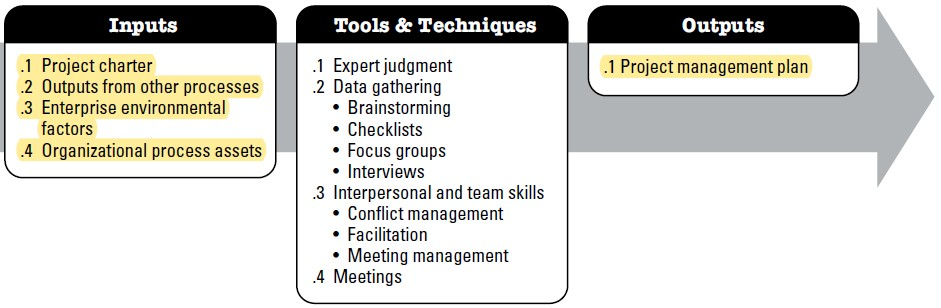 Inputs
.1 Project charter
.2 Outputs from other processes
.3 Enterprise environmental
factors
.4 Organizational process assets
Tools & Techniques
.1 Expert judgment
.2 Data gathering
• Brainstorming
• Checklists
• Focus groups
• Interviews
.3 Interpersonal and team skills
• Conflict management
• Facilitation
• Meeting management
.4 Meetings
Outputs
.1 Project management plan